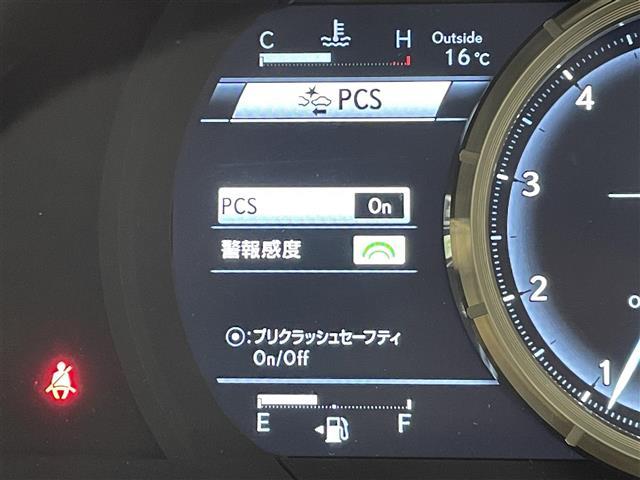 C H Outside
16℃
PCS
PCS On
警報感度
:プリクラッシュセーフティ
On/Off
E F
4
3
2
1